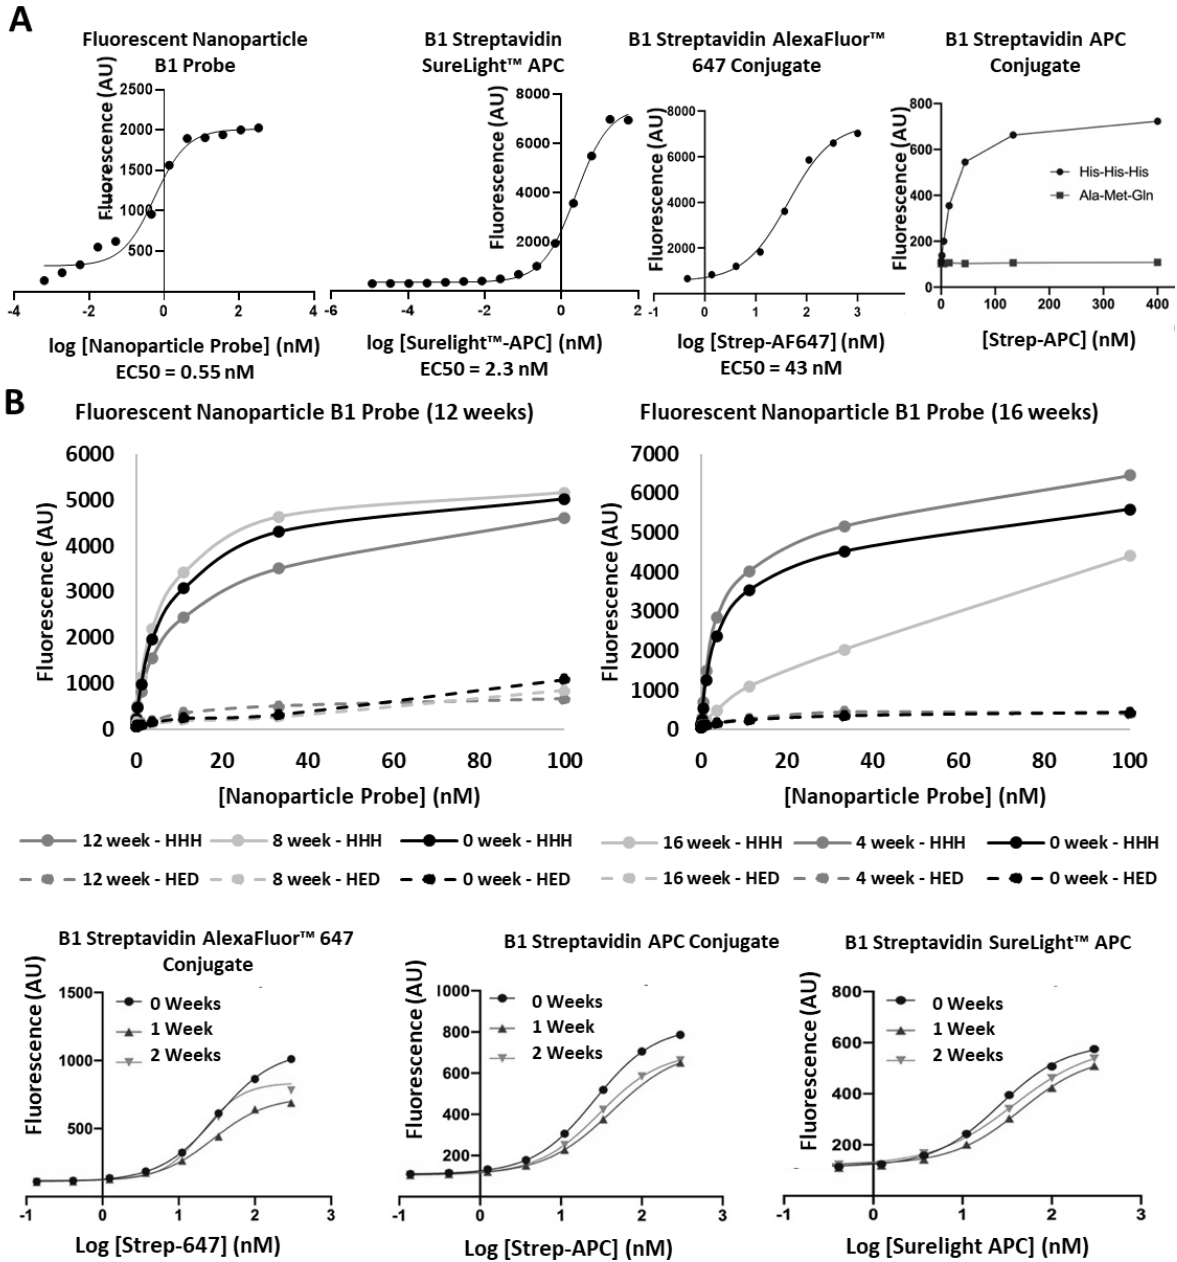 A
Fluorescent Nanoparticle
B1 Probe
Fluorescence (AU)
2500
2000
1500
1000
500
-4
-2
0
2
4
log [Nanoparticle Probe] (nM)
EC50 = 0.55 nM
B1 Streptavidin
SureLight™ APC
Fluorescence (AU)
8000
6000
4000
2000
-6
-4
-2
0
2
log [Surelight™-APC] (nM)
EC50 = 2.3 nM
B1 Streptavidin AlexaFluor™
647 Conjugate
Fluorescence (AU)
8000
6000
4000
2000
-1
0
1
2
3
log [Strep-AF647] (nM)
EC50 = 43 nM
B1 Streptavidin APC
Conjugate
Fluorescence (AU)
800
600
400
200
0
His-His-His
Ala-Met-Gln
0
100
200
300
400
[Strep-APC] (nM)
B
Fluorescent Nanoparticle B1 Probe (12 weeks)
Fluorescence (AU)
6000
5000
4000
3000
2000
1000
0
0
20
40
60
80
100
[Nanoparticle Probe] (nM)
12 week - HHH
8 week - HHH
0 week - HHH
12 week - HED
8 week - HED
0 week - HED
Fluorescent Nanoparticle B1 Probe (16 weeks)
Fluorescence (AU)
7000
6000
5000
4000
3000
2000
1000
0
0
20
40
60
80
100
[Nanoparticle Probe] (nM)
16 week - HHH
4 week - HHH
0 week - HHH
16 week - HED
4 week - HED
0 week - HED
B1 Streptavidin AlexaFluor™ 647
Conjugate
Fluorescence (AU)
1500
1000
500
0 Weeks
1 Week
2 Weeks
-1
0
1
2
3
Log [Strep-647] (nM)
B1 Streptavidin APC Conjugate
Fluorescence (AU)
1000
800
600
400
200
0 Weeks
1 Week
2 Weeks
-1
0
1
2
3
Log [Strep-APC] (nM)
B1 Streptavidin SureLight™ APC
Fluorescence (AU)
800
600
400
200
0 Weeks
1 Week
2 Weeks
-1
0
1
2
3
Log [Surelight APC] (nM)